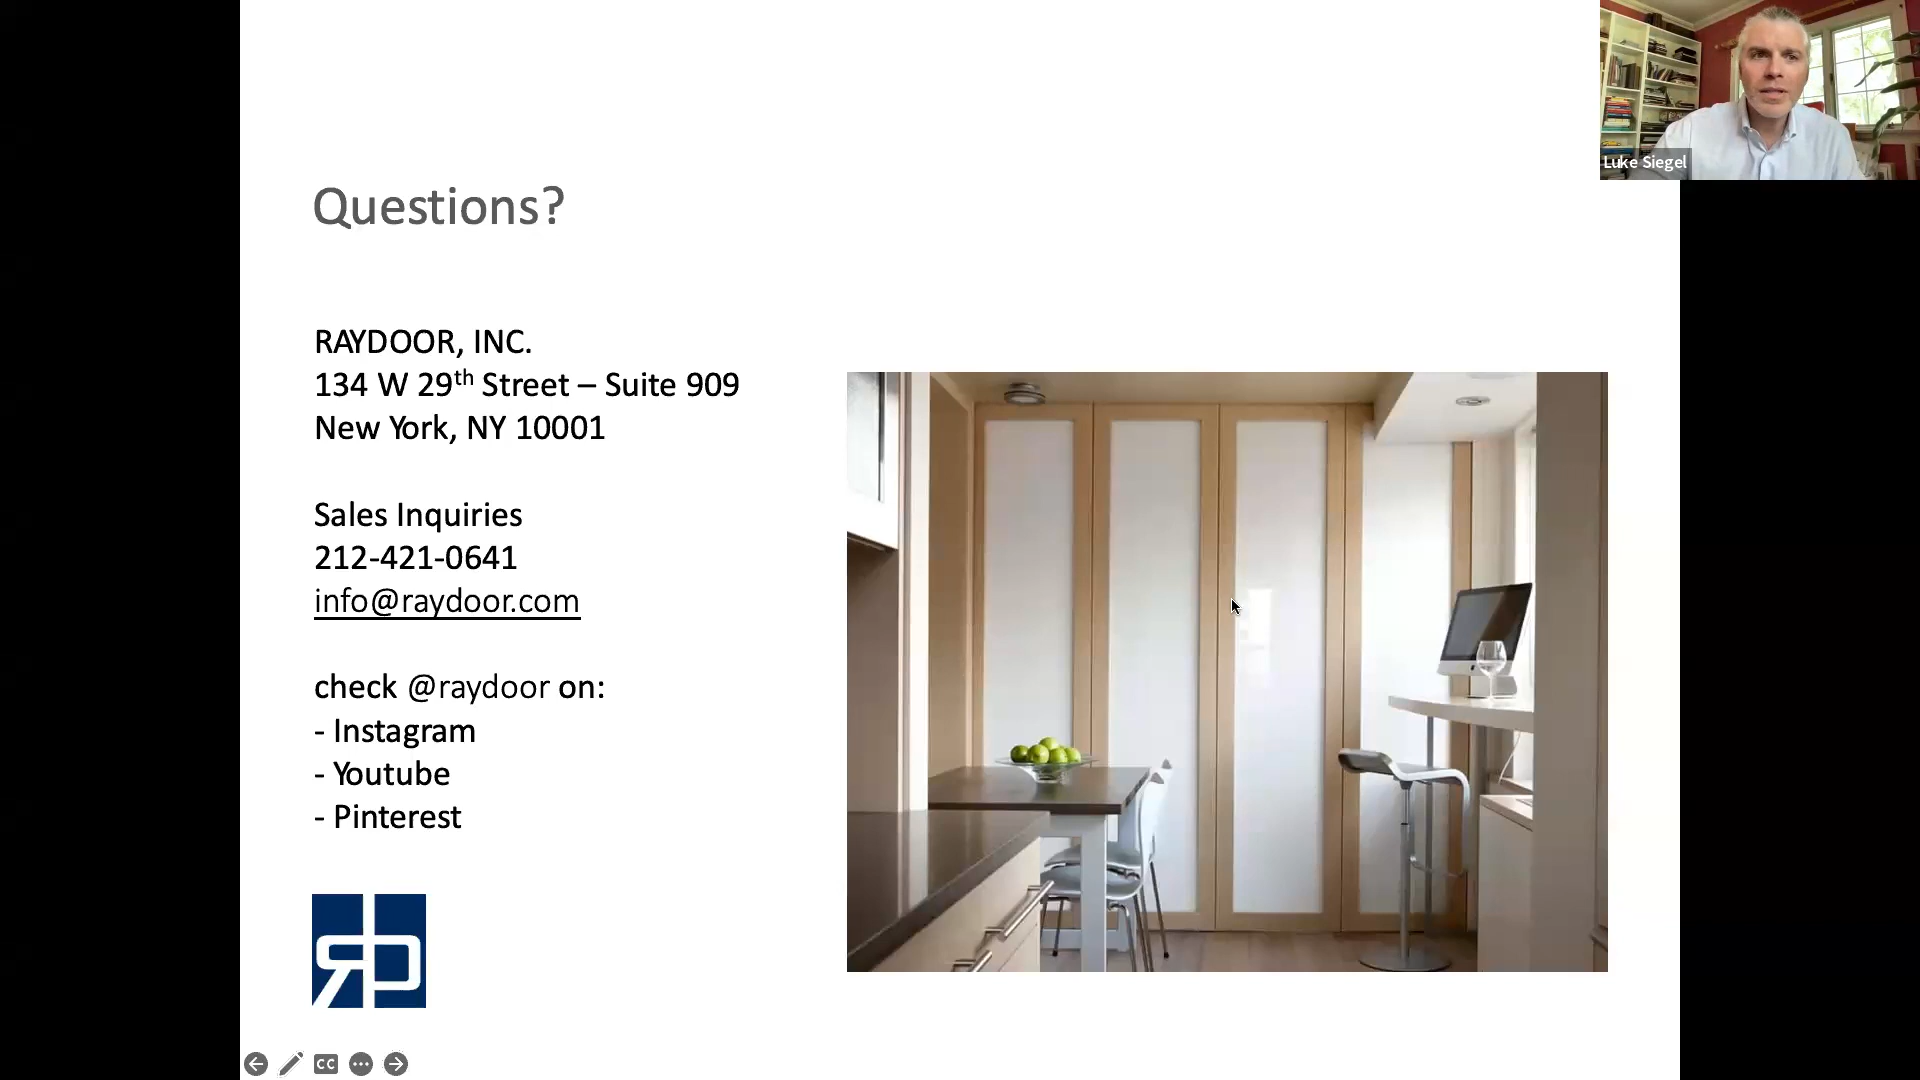 Luke Siegel
Questions?
RAYDOOR, INC.
134 W 29th Street – Suite 909
New York, NY 10001
Sales Inquiries
212-421-0641
info@raydoor.com
check @raydoor on:
- Instagram
- Youtube
- Pinterest
CC